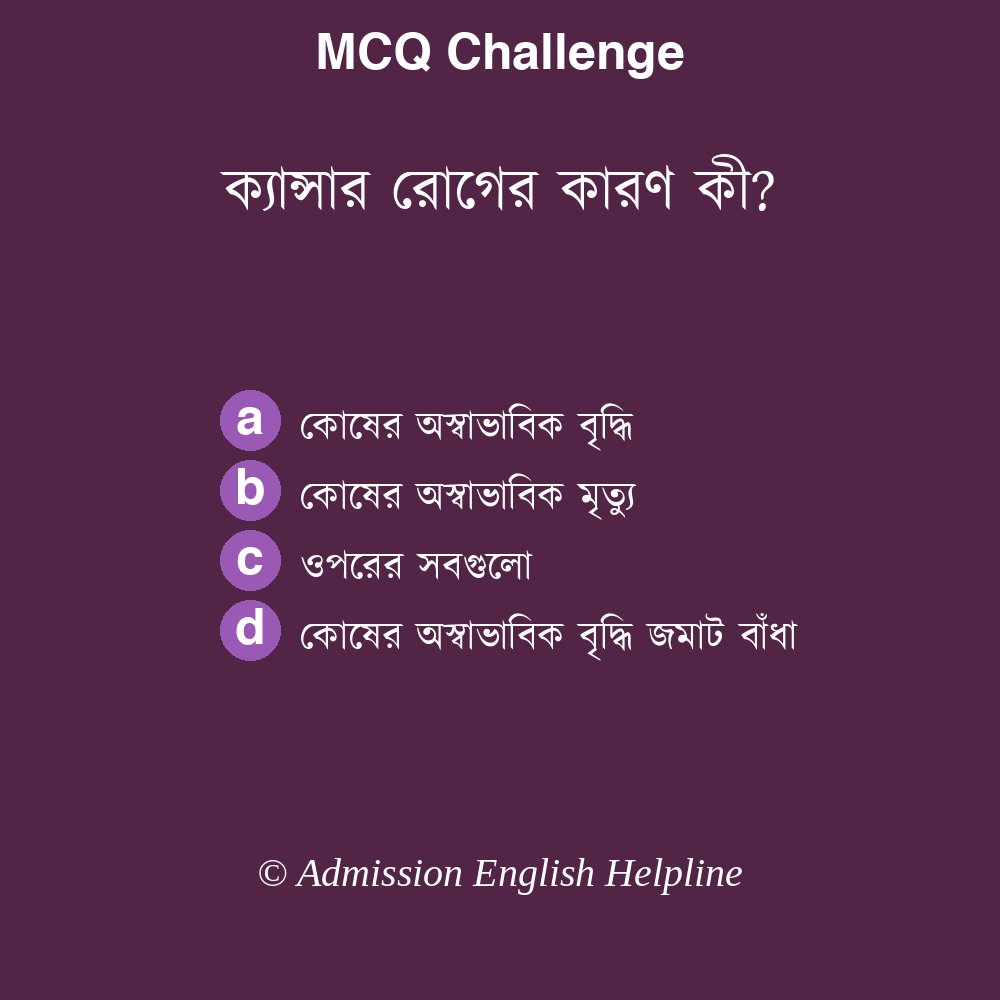 MCQ Challenge
ক্যান্সার রোগের কারণ কী?
a কোষের অস্বাভাবিক বৃদ্ধি
b কোষের অস্বাভাবিক মৃত্যু
c ওপরের সবগুলো
d কোষের অস্বাভাবিক বৃদ্ধি জমাট বাঁধা
© Admission English Helpline